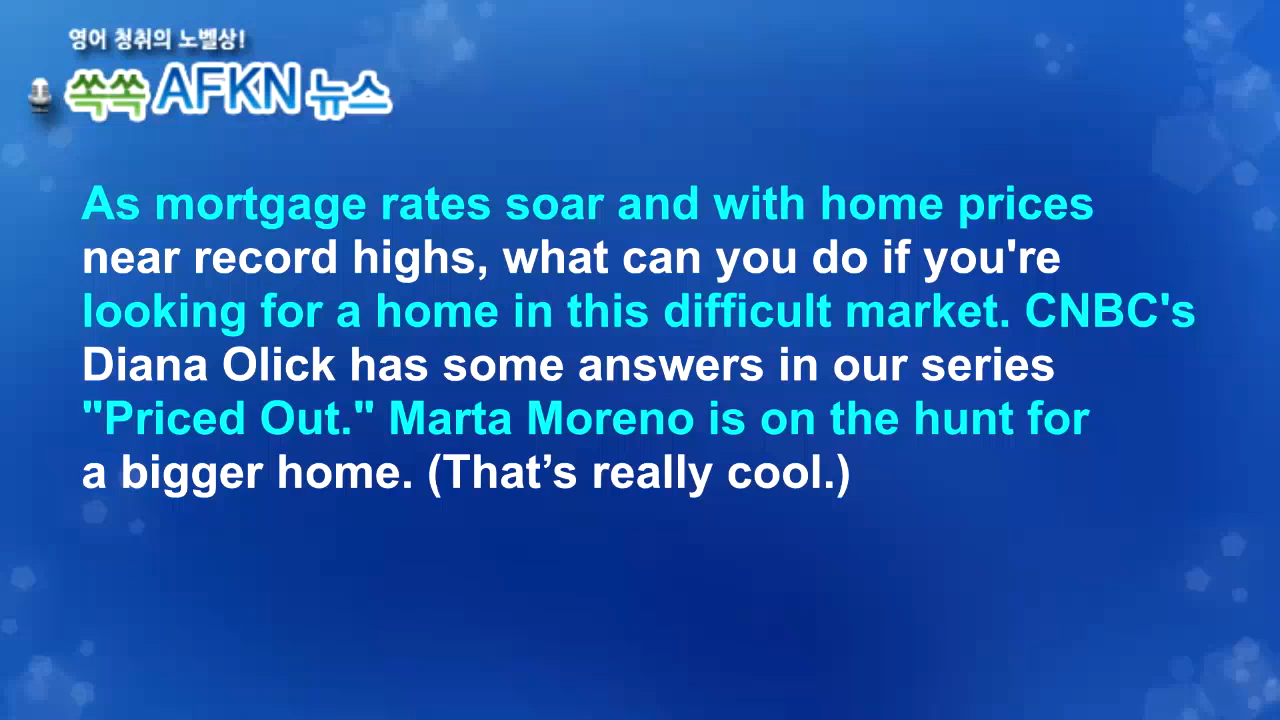 영어 청취의 노벨상!
쏙쏙 AFKN 뉴스
As mortgage rates soar and with home prices
near record highs, what can you do if you're
looking for a home in this difficult market. CNBC's
Diana Olick has some answers in our series
"Priced Out." Marta Moreno is on the hunt for
a bigger home. (That’s really cool.)